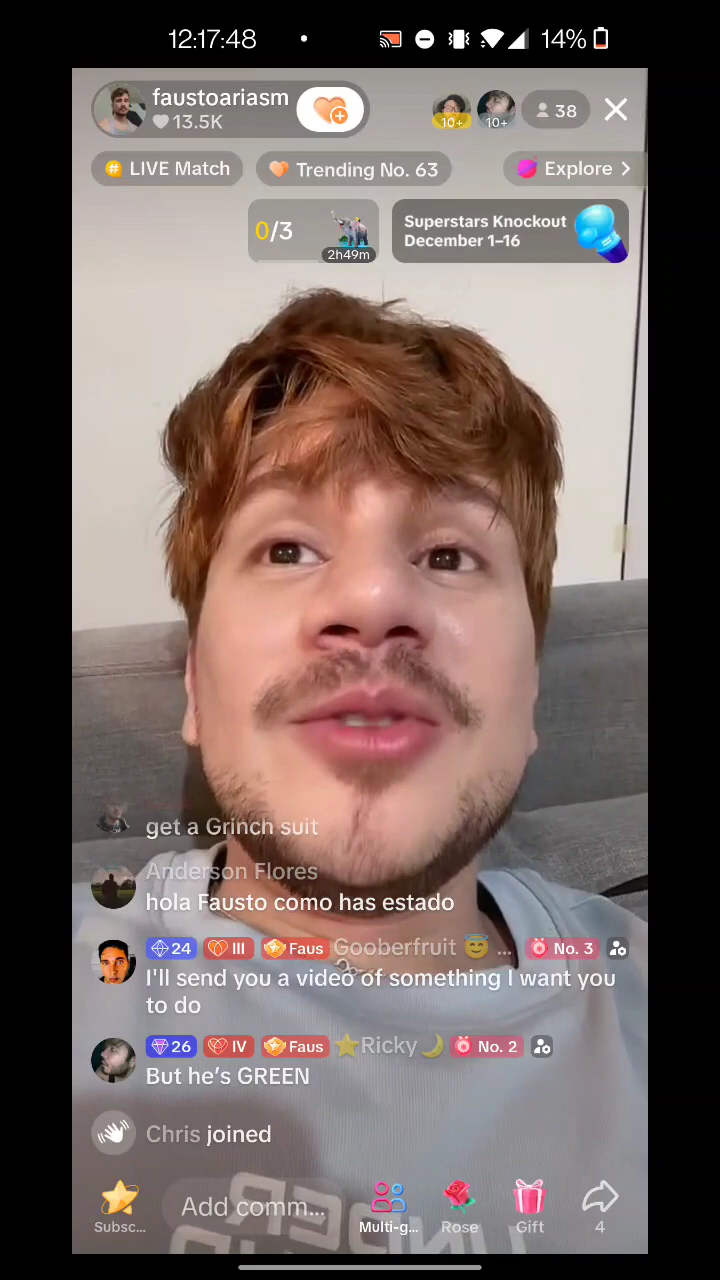 12:17:48
14%
faustoariasm
13.5K
10+
10+
38
LIVE Match
Trending No. 63
Explore
0/3
2h49m
Superstars Knockout
December 1–16
get a Grinch suit
Anderson Flores
hola Fausto como has estado
24 III Faus Gooberfruit 😇 ... No. 3
I'll send you a video of something I want you
to do
26 IV Faus ⭐Ricky🌙 No. 2
But he's GREEN
Chris joined
Subsc...
Add comm...
Multi-g...
Rose
Gift
4